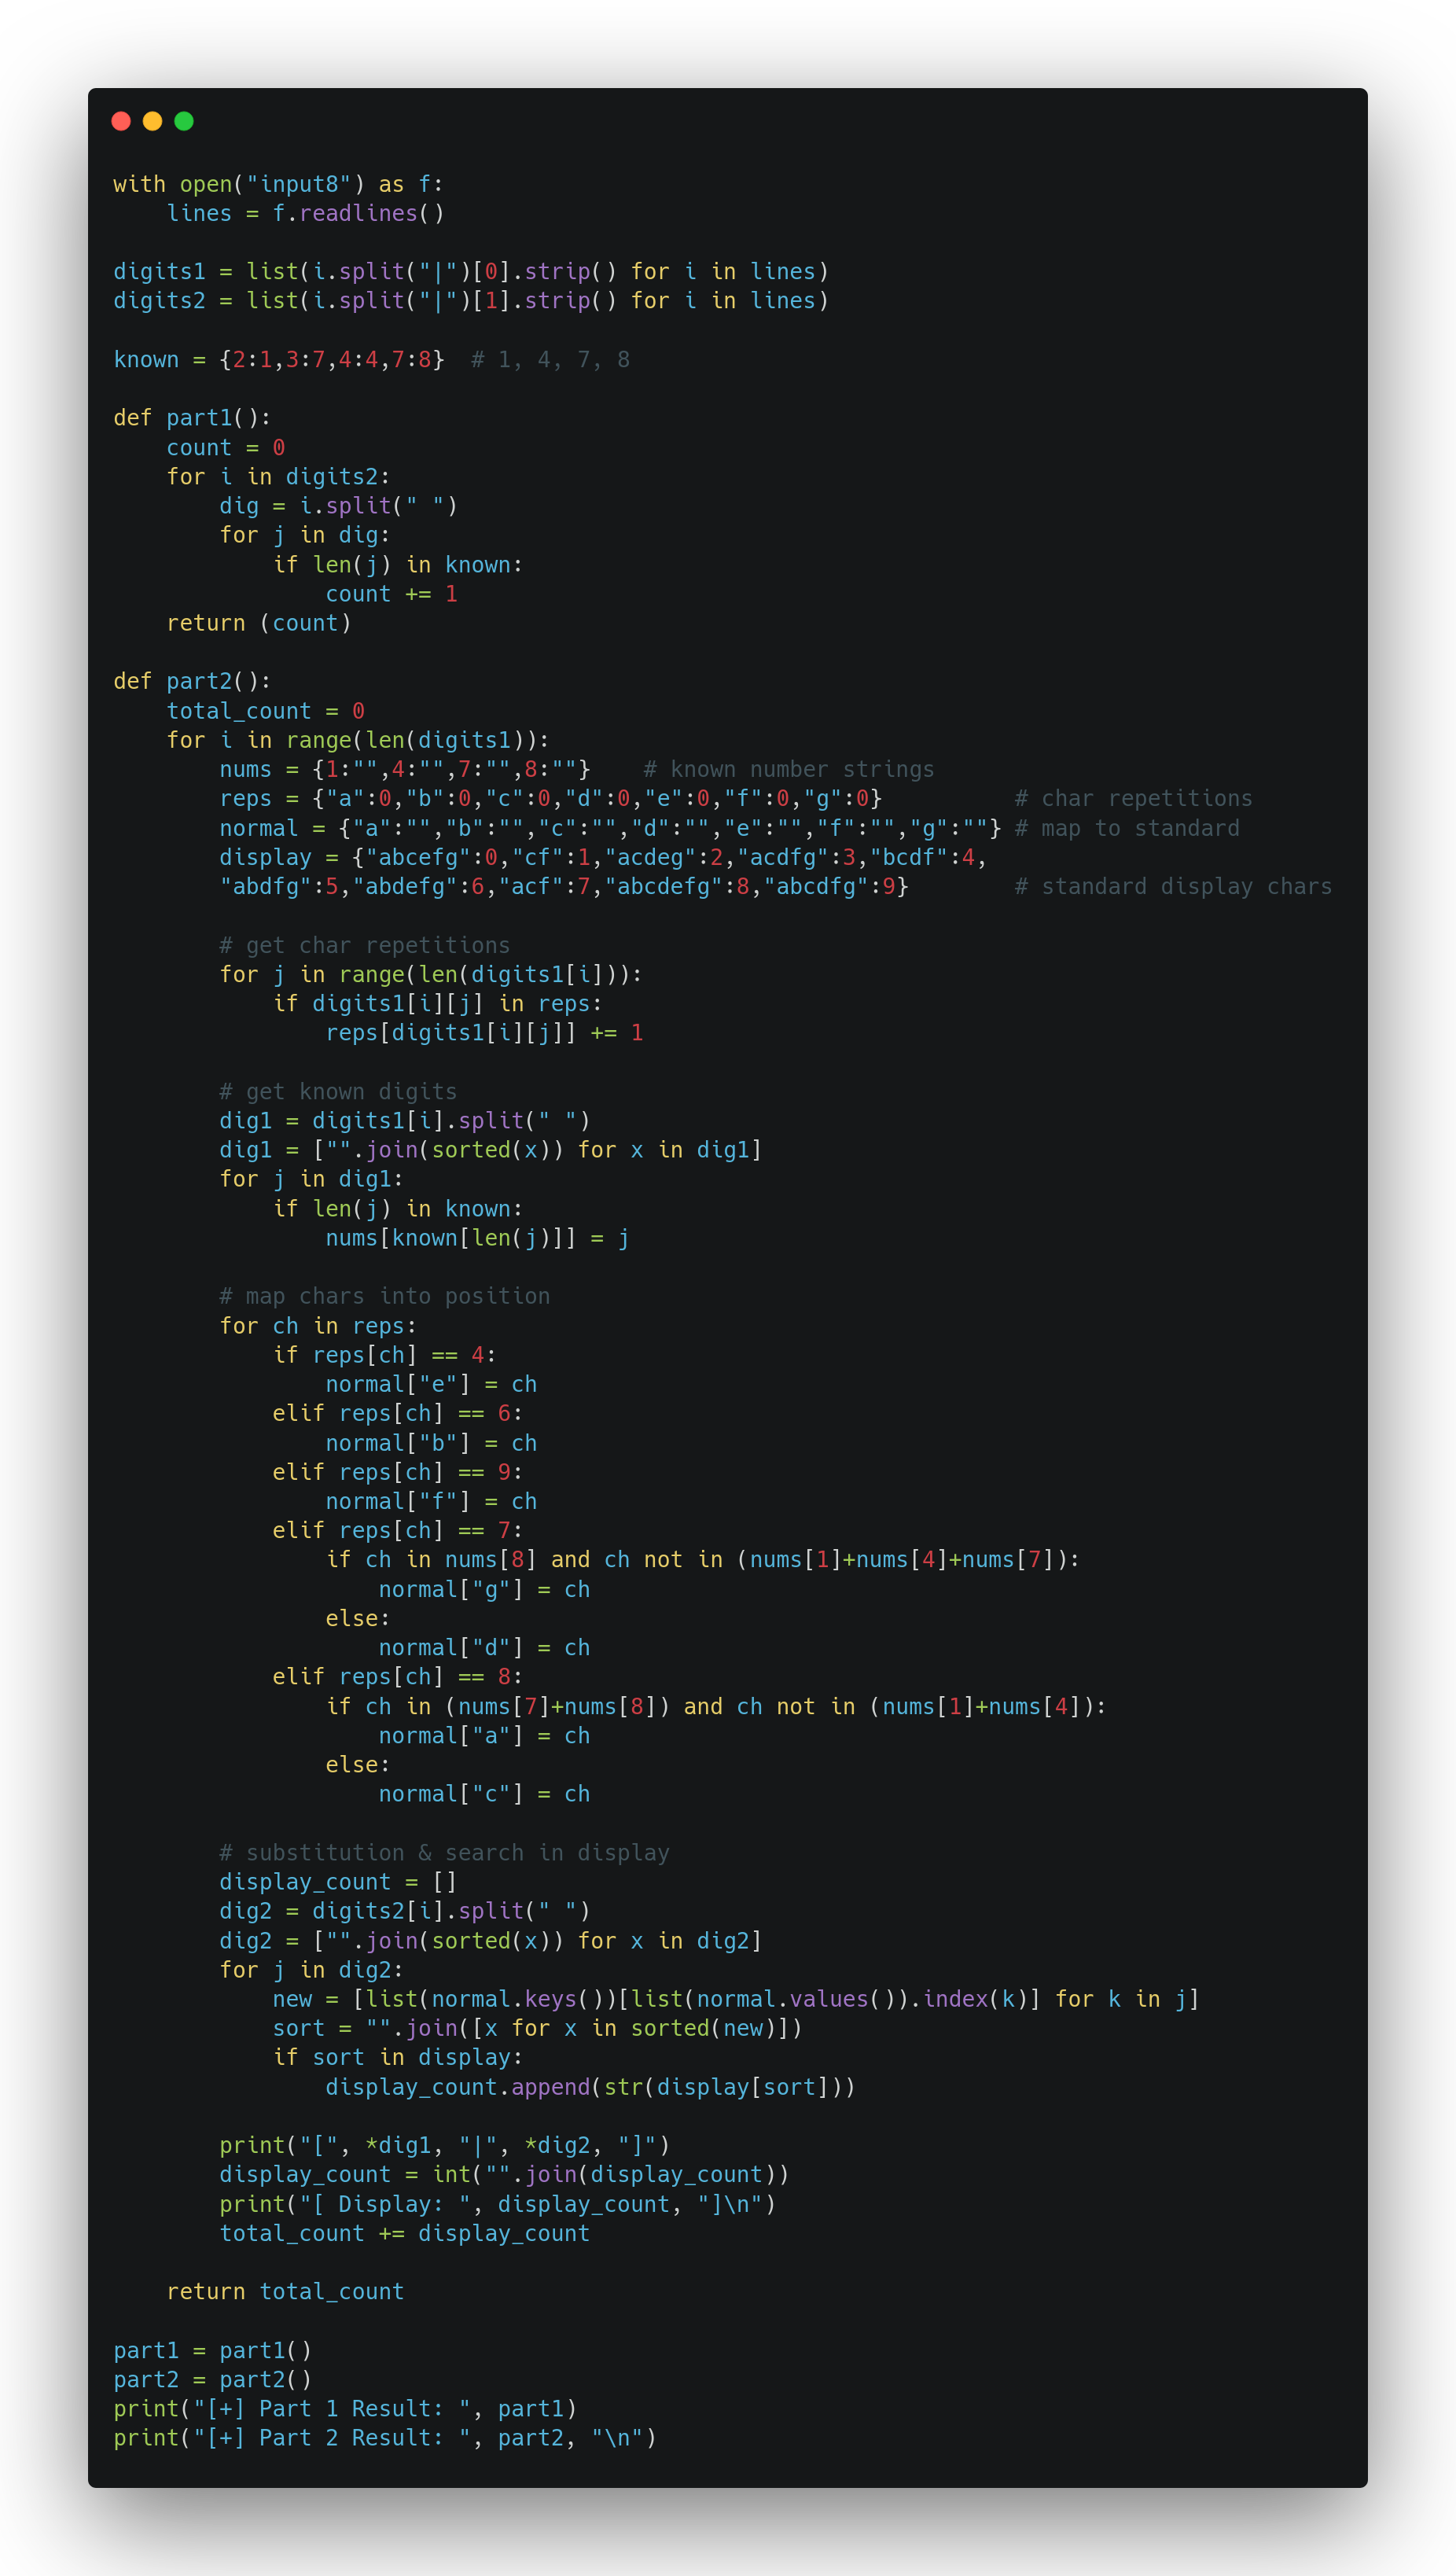 with open("input8") as f:
    lines = f.readlines()

digits1 = list(i.split("|")[0].strip() for i in lines)
digits2 = list(i.split("|")[1].strip() for i in lines)

known = {2:1,3:7,4:4,7:8}  # 1, 4, 7, 8

def part1():
    count = 0
    for i in digits2:
        dig = i.split(" ")
        for j in dig:
            if len(j) in known:
                count += 1
    return (count)

def part2():
    total_count = 0
    for i in range(len(digits1)):
        nums = {1:"",4:"",7:"",8:""}    # known number strings
        reps = {"a":0,"b":0,"c":0,"d":0,"e":0,"f":0,"g":0}          # char repetitions
        normal = {"a":"","b":"","c":"","d":"","e":"","f":"","g":""} # map to standard
        display = {"abcefg":0,"cf":1,"acdeg":2,"acdfg":3,"bcdf":4,
        "abdfg":5,"abdefg":6,"acf":7,"abcdefg":8,"abcdfg":9}        # standard display chars

        # get char repetitions
        for j in range(len(digits1[i])):
            if digits1[i][j] in reps:
                reps[digits1[i][j]] += 1

        # get known digits
        dig1 = digits1[i].split(" ")
        dig1 = ["".join(sorted(x)) for x in dig1]
        for j in dig1:
            if len(j) in known:
                nums[known[len(j)]] = j

        # map chars into position
        for ch in reps:
            if reps[ch] == 4:
                normal["e"] = ch
            elif reps[ch] == 6:
                normal["b"] = ch
            elif reps[ch] == 9:
                normal["f"] = ch
            elif reps[ch] == 7:
                if ch in nums[8] and ch not in (nums[1]+nums[4]+nums[7]):
                    normal["g"] = ch
                else:
                    normal["d"] = ch
            elif reps[ch] == 8:
                if ch in (nums[7]+nums[8]) and ch not in (nums[1]+nums[4]):
                    normal["a"] = ch
                else:
                    normal["c"] = ch

        # substitution & search in display
        display_count = []
        dig2 = digits2[i].split(" ")
        dig2 = ["".join(sorted(x)) for x in dig2]
        for j in dig2:
            new = [list(normal.keys())[list(normal.values()).index(k)] for k in j]
            sort = "".join([x for x in sorted(new)])
            if sort in display:
                display_count.append(str(display[sort]))

        print("[", *dig1, "|", *dig2, "]")
        display_count = int("".join(display_count))
        print("[ Display: ", display_count, "]\n")
        total_count += display_count

    return total_count

part1 = part1()
part2 = part2()
print("[+] Part 1 Result: ", part1)
print("[+] Part 2 Result: ", part2, "\n")